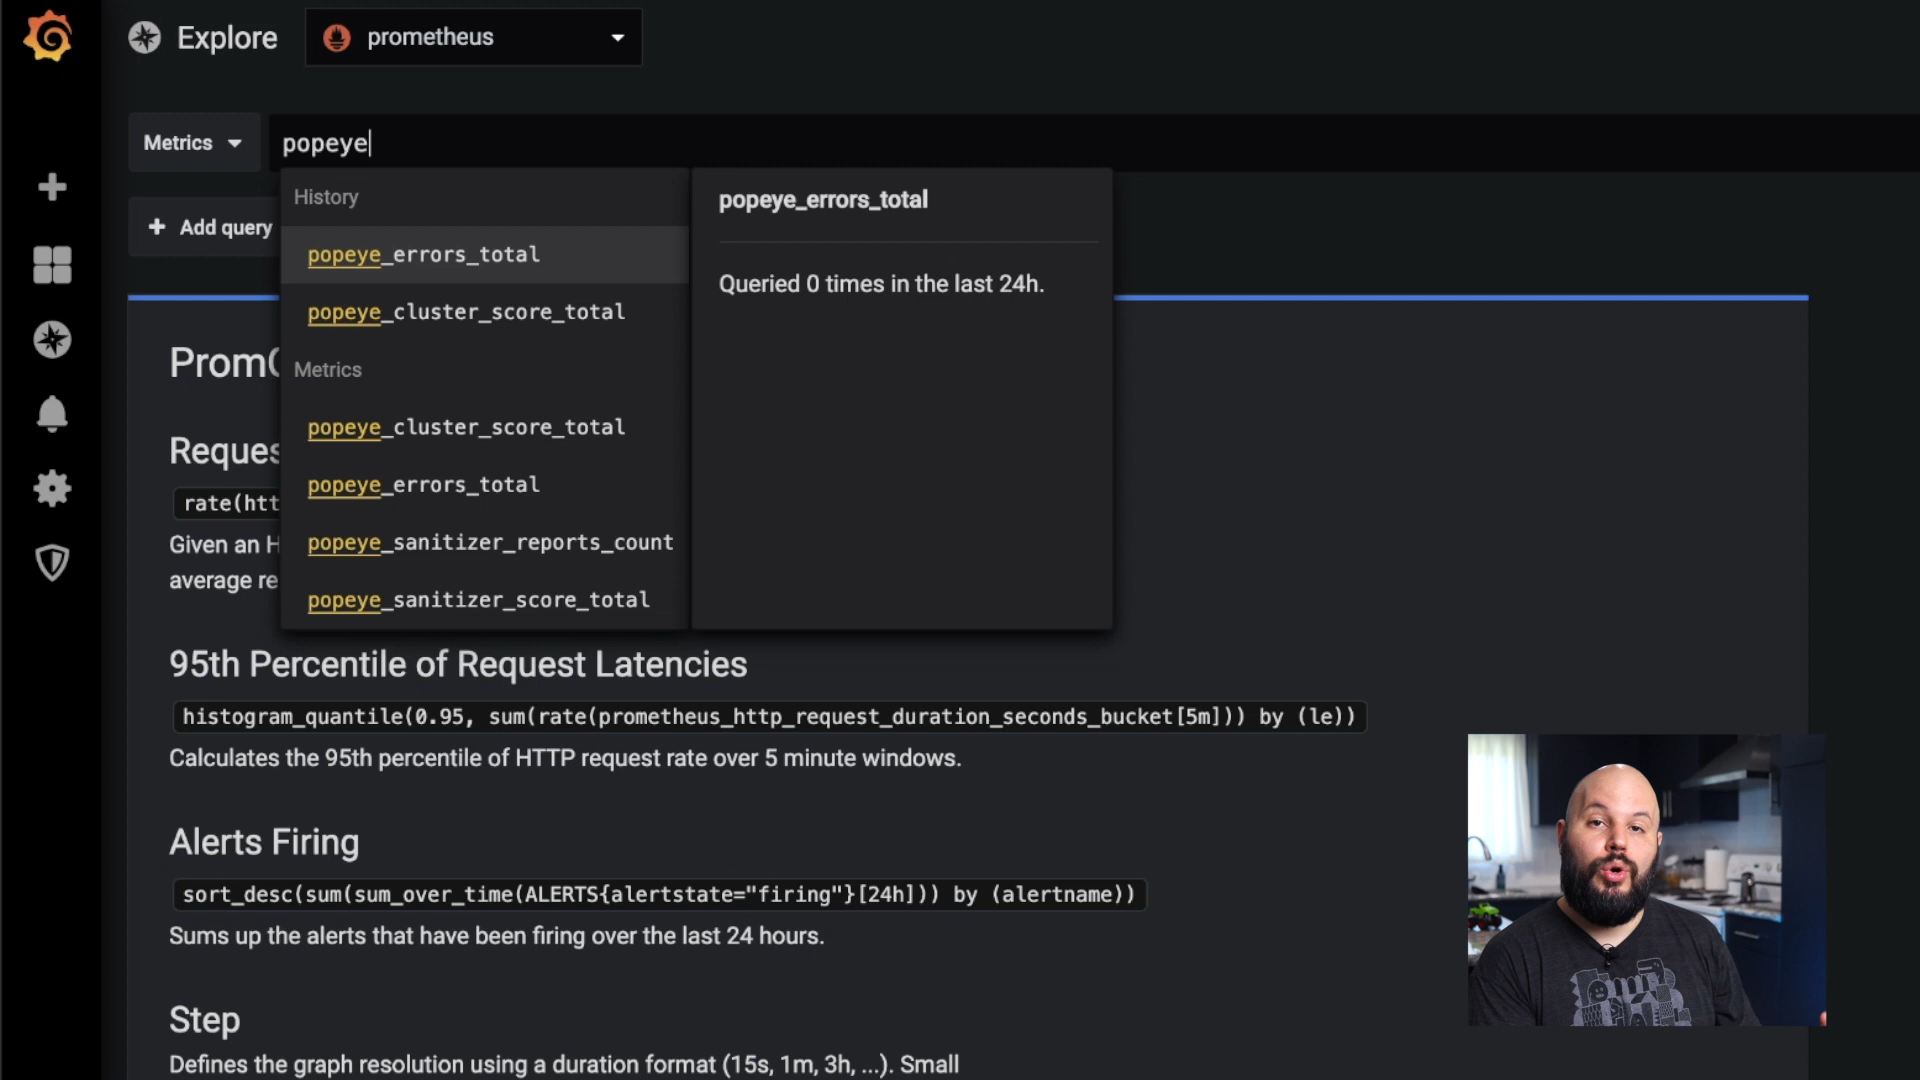 Explore
prometheus
Metrics
popeye
Add query
History
popeye_errors_total
popeye_cluster_score_total
Metrics
popeye_cluster_score_total
popeye_errors_total
popeye_sanitizer_reports_count
popeye_sanitizer_score_total
popeye_errors_total
Queried 0 times in the last 24h.
rate(htt
Given an H
average re
95th Percentile of Request Latencies
histogram_quantile(0.95, sum(rate(prometheus_http_request_duration_seconds_bucket[5m])) by (le))
Calculates the 95th percentile of HTTP request rate over 5 minute windows.
Alerts Firing
sort_desc(sum(sum_over_time(ALERTS{alertstate="firing"}[24h])) by (alertname))
Sums up the alerts that have been firing over the last 24 hours.
Step
Defines the graph resolution using a duration format (15s, 1m, 3h, ...). Small